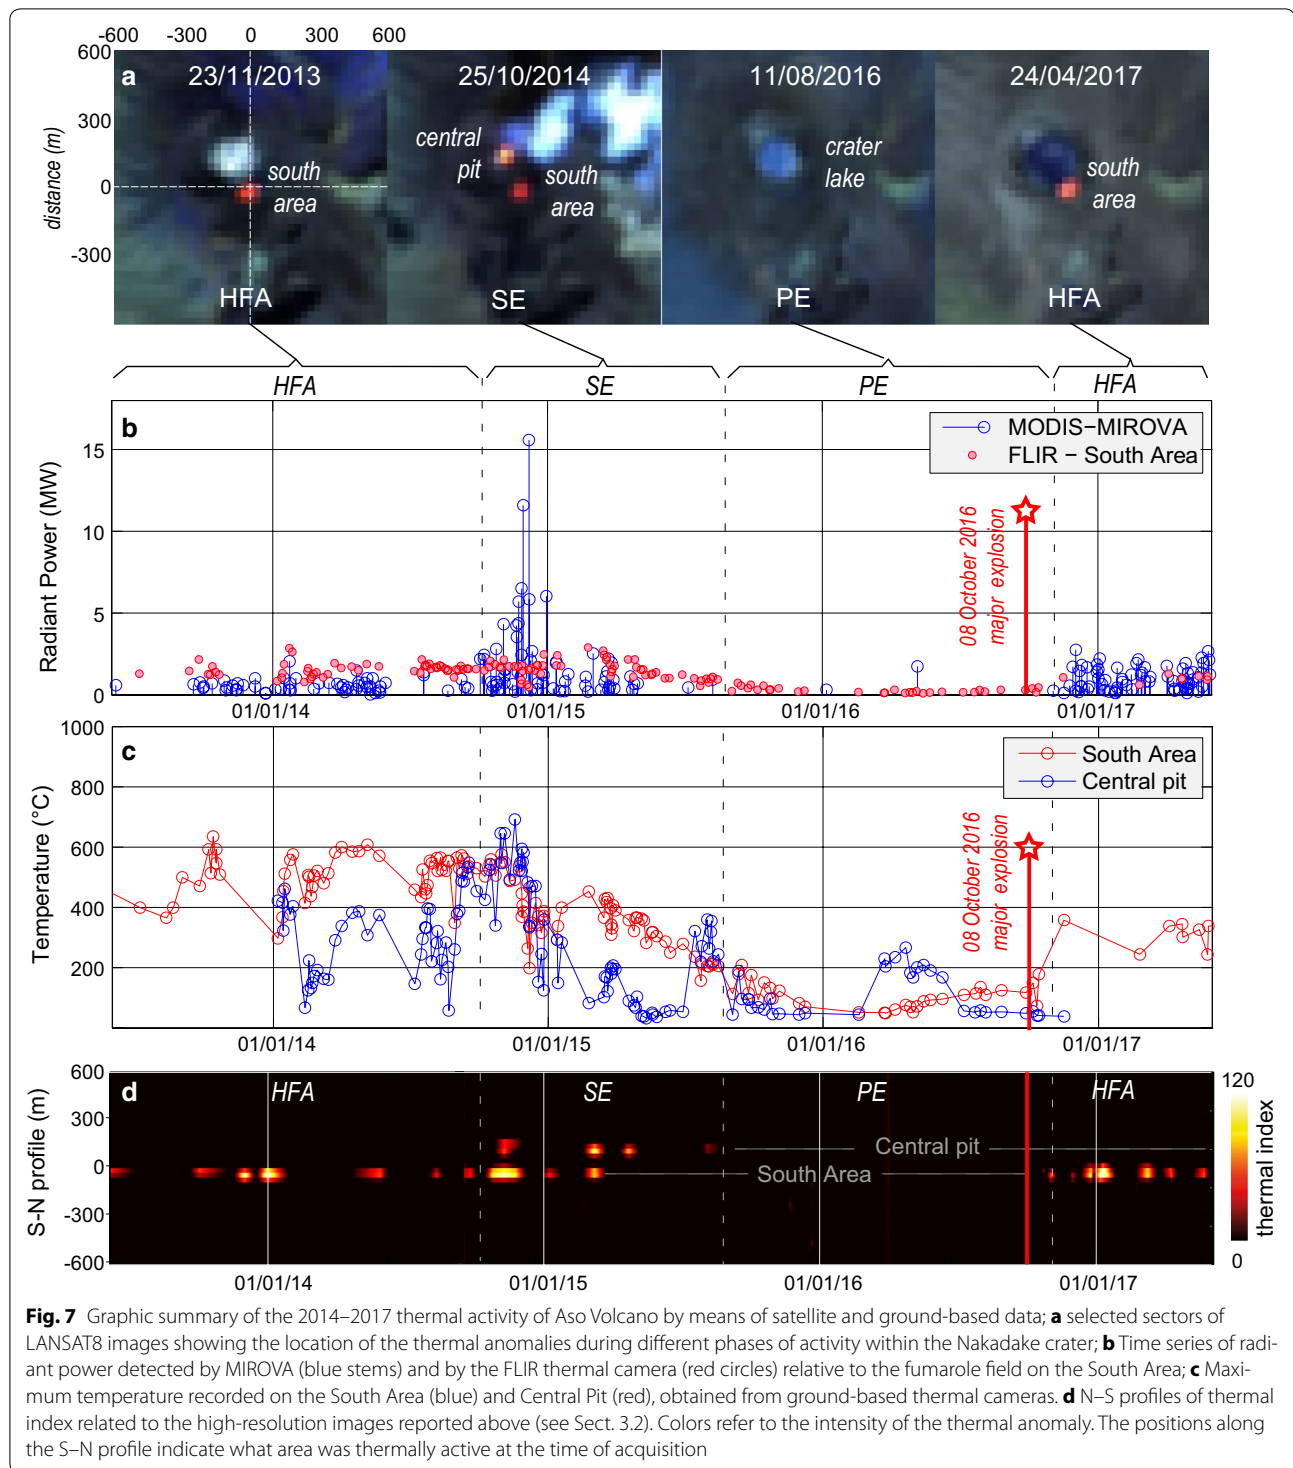 -600 -300 0 300 600
600
300
0
-300
distance (m)
a
23/11/2013
south
area
HFA
25/10/2014
central
pit
south
area
SE
11/08/2016
crater
lake
PE
24/04/2017
south
area
HFA
HFA SE PE HFA
b
MODIS−MIROVA
FLIR − South Area
Radiant Power (MW)
15
10
5
0
08 October 2016
major explosion
01/01/14 01/01/15 01/01/16 01/01/17
c
South Area
Central pit
Temperature (°C)
1000
800
600
400
200
08 October 2016
major explosion
01/01/14 01/01/15 01/01/16 01/01/17
d
HFA SE PE HFA
S-N profile (m)
600
300
0
-300
-600
Central pit
South Area
120
0
thermal index
01/01/14 01/01/15 01/01/16 01/01/17
Fig. 7 Graphic summary of the 2014–2017 thermal activity of Aso Volcano by means of satellite and ground-based data; a selected sectors of
LANSAT8 images showing the location of the thermal anomalies during different phases of activity within the Nakadake crater; b Time series of radi-
ant power detected by MIROVA (blue stems) and by the FLIR thermal camera (red circles) relative to the fumarole field on the South Area; c Maxi-
mum temperature recorded on the South Area (blue) and Central Pit (red), obtained from ground-based thermal cameras. d N–S profiles of thermal
index related to the high-resolution images reported above (see Sect. 3.2). Colors refer to the intensity of the thermal anomaly. The positions along
the S–N profile indicate what area was thermally active at the time of acquisition